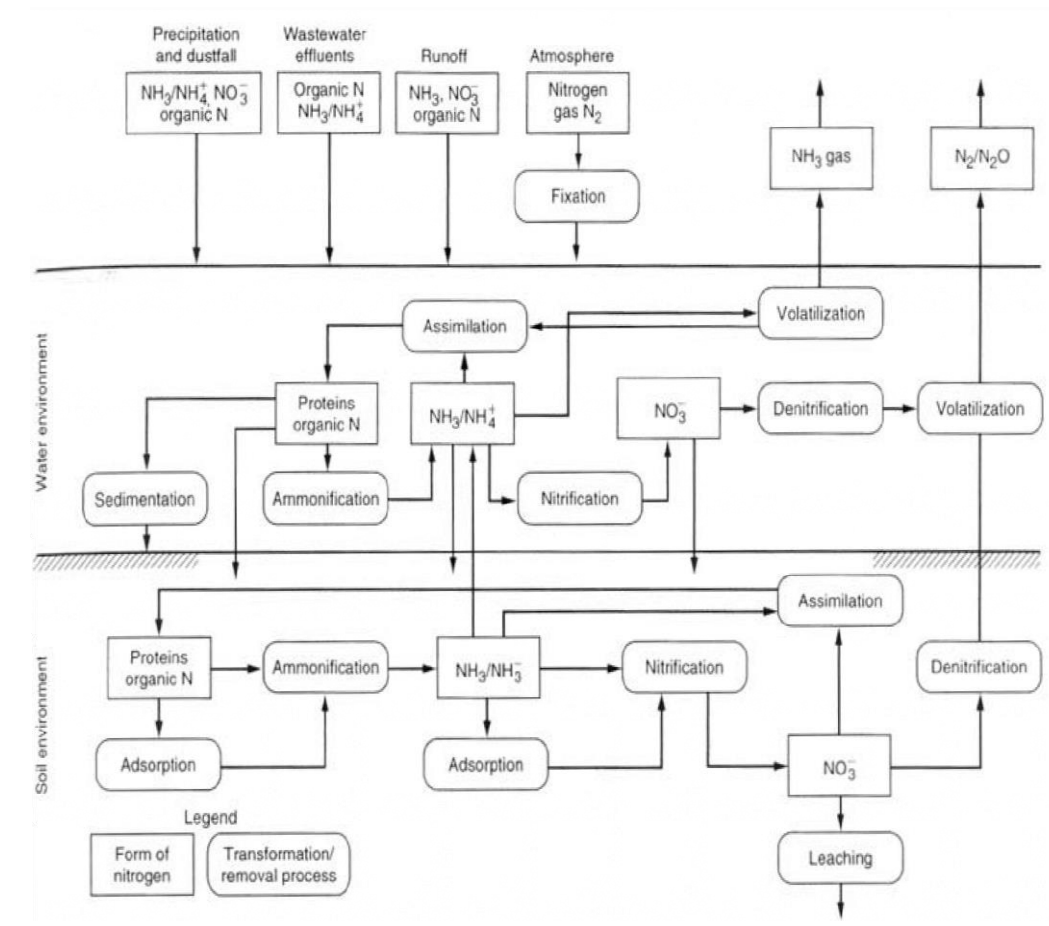 Precipitation
and dustfall
Wastewater
effluents
Runoff
Atmosphere
NH₃/NH₄⁺, NO₃⁻
organic N
Organic N
NH₃/NH₄⁺
NH₃, NO₃⁻
organic N
Nitrogen
gas N₂
Fixation
NH₃ gas
N₂/N₂O
Water environment
Assimilation
Volatilization
Proteins
organic N
NH₃/NH₄⁺
NO₃⁻
Denitrification
Volatilization
Sedimentation
Ammonification
Nitrification
Soil environment
Assimilation
Proteins
organic N
Ammonification
NH₃/NH₃⁻
Nitrification
Denitrification
Adsorption
Adsorption
NO₃⁻
Leaching
Legend
Form of
nitrogen
Transformation/
removal process